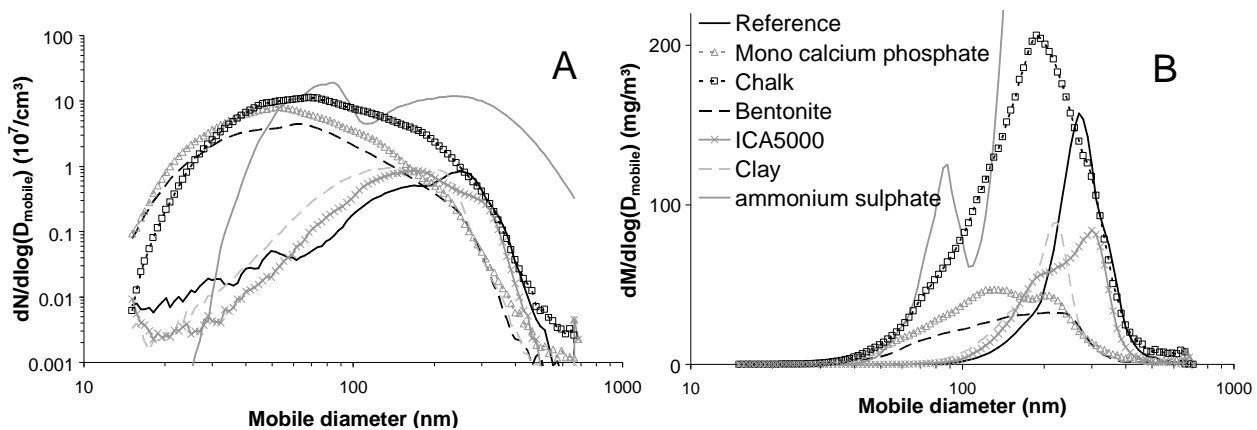 A
dN/dlog(D_mobile) (10⁷/cm³)
100
10
1
0.1
0.01
0.001
10
100
1000
Mobile diameter (nm)
B
dM/dlog(D_mobile) (mg/m³)
200
100
0
10
100
1000
Mobile diameter (nm)
Reference
Mono calcium phosphate
Chalk
Bentonite
ICA5000
Clay
ammonium sulphate